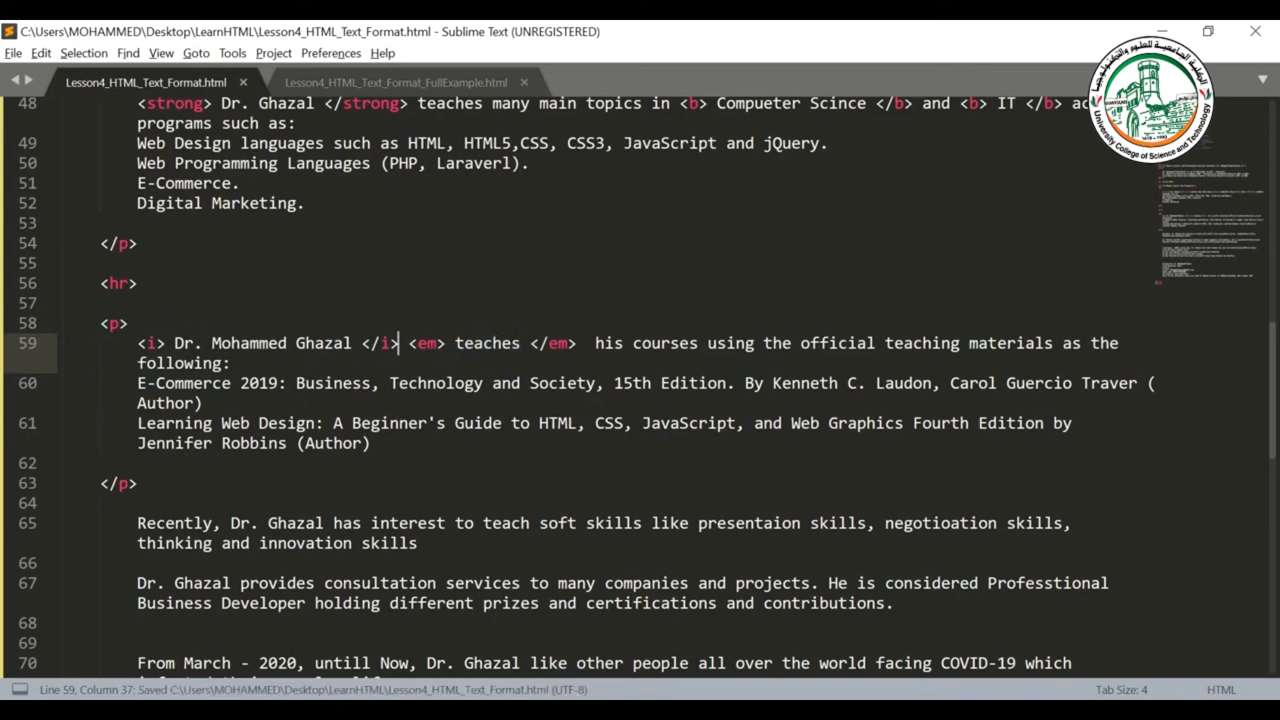 C:\Users\MOHAMMED\Desktop\LearnHTML\Lesson4_HTML_Text_Format.html - Sublime Text (UNREGISTERED)
File Edit Selection Find View Goto Tools Project Preferences Help
Lesson4_HTML_Text_Format.html Lesson4_HTML_Text_Format_FullExample.html
الكلية الجامعية للعلوم والتكنولوجيا
University College of Science and Technology
48 <strong> Dr. Ghazal </strong> teaches many main topics in <b> Compueter Scince </b> and <b> IT </b>
programs such as:
49 Web Design languages such as HTML, HTML5,CSS, CSS3, JavaScript and jQuery.
50 Web Programming Languages (PHP, Laraverl).
51 E-Commerce.
52 Digital Marketing.
53
54 </p>
55
56 <hr>
57
58 <p>
59 <i> Dr. Mohammed Ghazal </i> <em> teaches </em>  his courses using the official teaching materials as the
following:
60 E-Commerce 2019: Business, Technology and Society, 15th Edition. By Kenneth C. Laudon, Carol Guercio Traver (
Author)
61 Learning Web Design: A Beginner's Guide to HTML, CSS, JavaScript, and Web Graphics Fourth Edition by
Jennifer Robbins (Author)
62
63 </p>
64
65 Recently, Dr. Ghazal has interest to teach soft skills like presentaion skills, negotioation skills,
thinking and innovation skills
66
67 Dr. Ghazal provides consultation services to many companies and projects. He is considered Professtional
Business Developer holding different prizes and certifications and contributions.
68
69
70 From March - 2020, untill Now, Dr. Ghazal like other people all over the world facing COVID-19 which
Line 59, Column 37: Saved C:\Users\MOHAMMED\Desktop\LearnHTML\Lesson4_HTML_Text_Format.html (UTF-8) Tab Size: 4 HTML